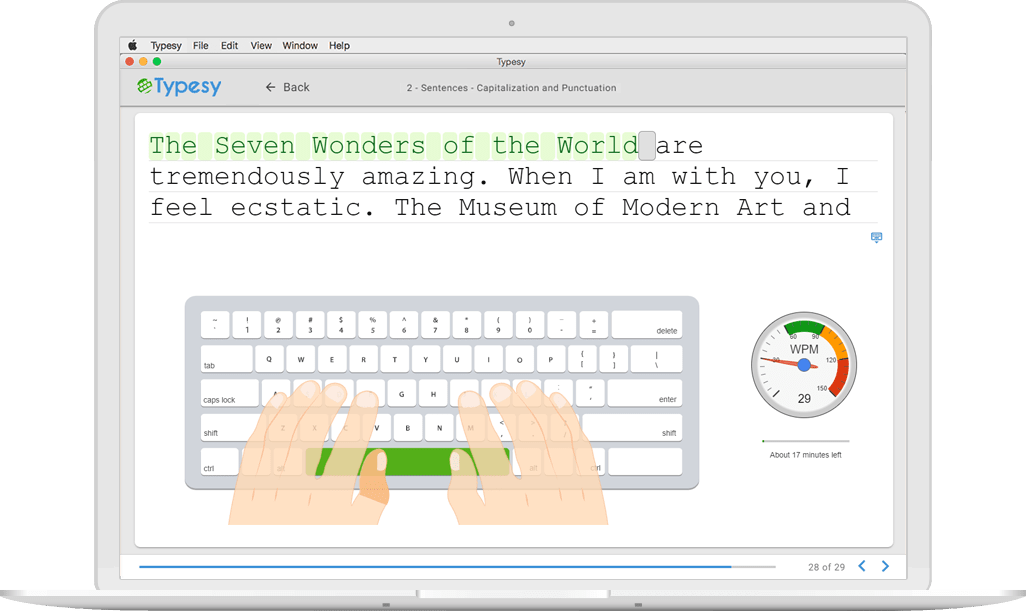 Typesy File Edit View Window Help
Typesy
Typesy
← Back
2 - Sentences - Capitalization and Punctuation
The Seven Wonders of the World are
tremendously amazing. When I am with you, I
feel ecstatic. The Museum of Modern Art and
~ ! @ # $ % ^ & * ( ) - +
` 1 2 3 4 5 6 7 8 9 0 - = delete
tab Q W E R T Y U I O P { [ } ] | \
caps lock G H " ' enter
shift Z X C V B N M < , shift
ctrl alt alt ctrl
60 90
WPM
30 120
150
29
About 17 minutes left
28 of 29